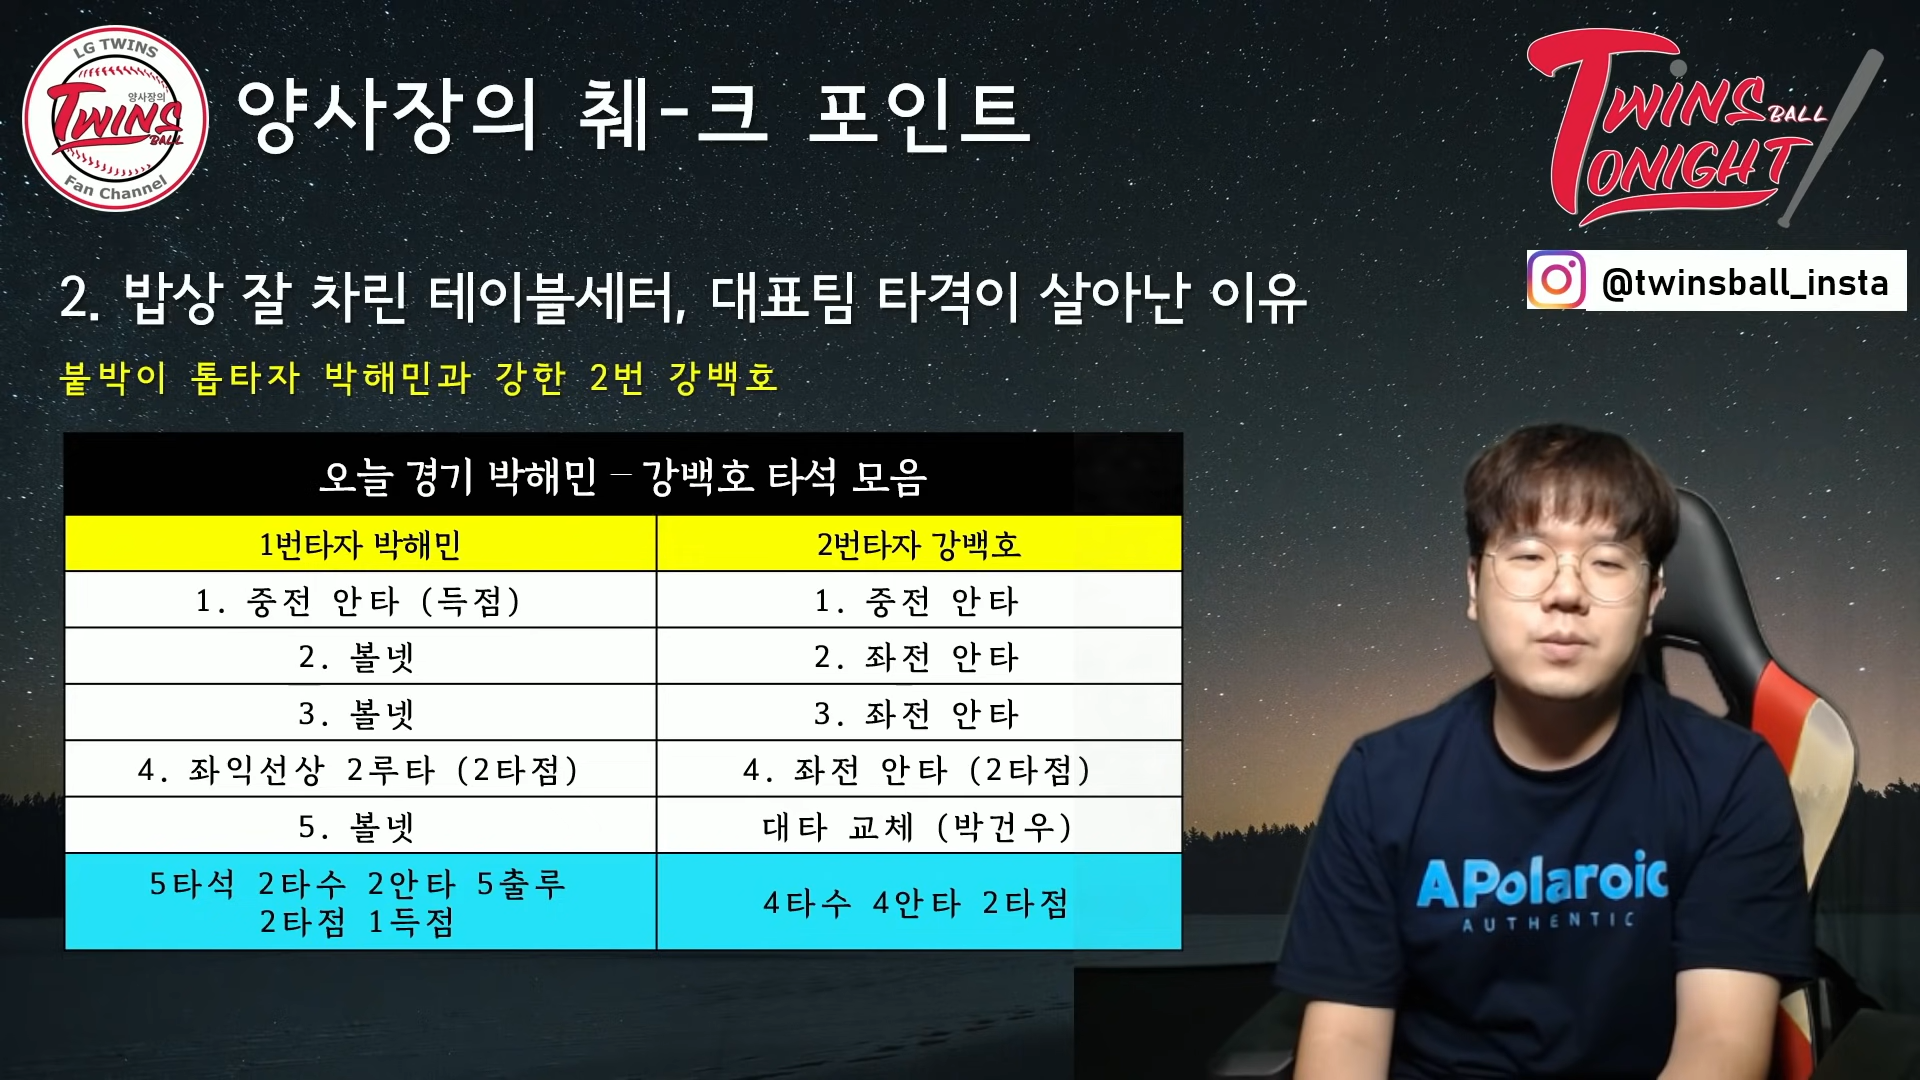 LG TWINS
양사장의
TWINS
BALL
Fan Channel
양사장의 췌-크 포인트
TWINS BALL
TONIGHT
@twinsball_insta
2. 밥상 잘 차린 테이블세터, 대표팀 타격이 살아난 이유
붙박이 톱타자 박해민과 강한 2번 강백호
오늘 경기 박해민 – 강백호 타석 모음
1번타자 박해민 2번타자 강백호
1. 중전 안타 (득점) 1. 중전 안타
2. 볼넷 2. 좌전 안타
3. 볼넷 3. 좌전 안타
4. 좌익선상 2루타 (2타점) 4. 좌전 안타 (2타점)
5. 볼넷 대타 교체 (박건우)
5타석 2타수 2안타 5출루
2타점 1득점
4타수 4안타 2타점
APolaroic
AUTHENTIC